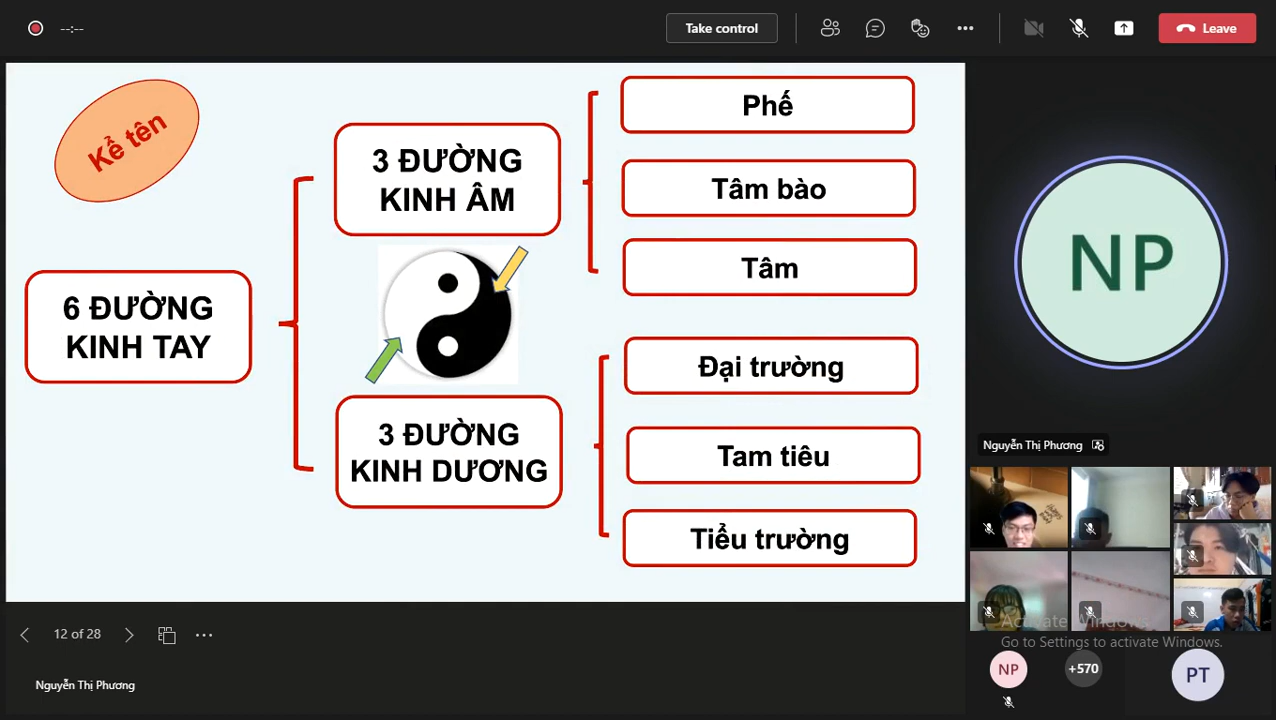 --:--
Take control
Leave
Kể tên
6 ĐƯỜNG
KINH TAY
3 ĐƯỜNG
KINH ÂM
3 ĐƯỜNG
KINH DƯƠNG
Phế
Tâm bào
Tâm
Đại trường
Tam tiêu
Tiểu trường
NP
Nguyễn Thị Phương
12 of 28
Nguyễn Thị Phương
Activate Windows
Go to Settings to activate Windows.
NP
+570
PT